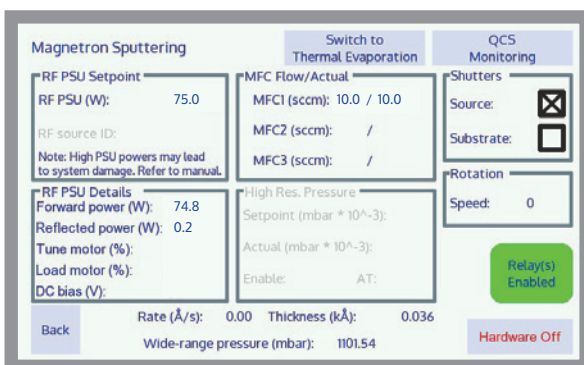 Magnetron Sputtering
Switch to
Thermal Evaporation
QCS
Monitoring
RF PSU Setpoint
RF PSU (W): 75.0
RF source ID:
Note: High PSU powers may lead
to system damage. Refer to manual.
MFC Flow/Actual
MFC1 (sccm): 10.0 / 10.0
MFC2 (sccm): /
MFC3 (sccm): /
Shutters
Source:
Substrate:
RF PSU Details
Forward power (W): 74.8
Reflected power (W): 0.2
Tune motor (%):
Load motor (%):
DC bias (V):
High Res. Pressure
Setpoint (mbar * 10^-3):
Actual (mbar * 10^-3):
Enable: AT:
Rotation
Speed: 0
Relay(s)
Enabled
Back
Rate (Å/s): 0.00 Thickness (kÅ): 0.036
Wide-range pressure (mbar): 1101.54
Hardware Off